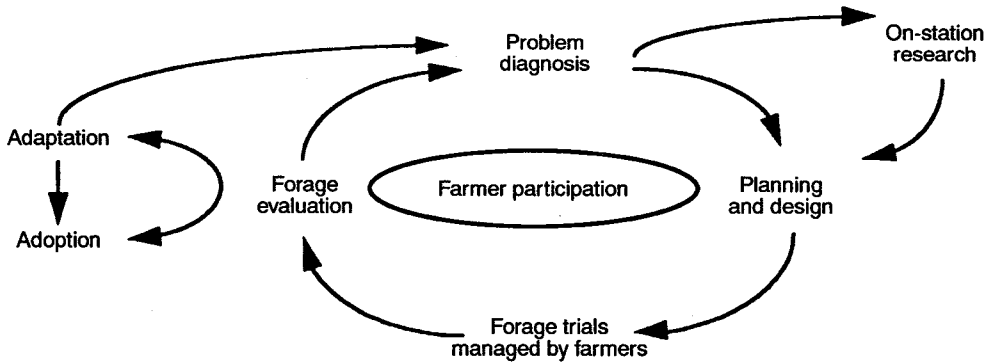 Problem
diagnosis
On-station
research
Adaptation
Forage
evaluation
Farmer participation
Planning
and design
Adoption
Forage trials
managed by farmers